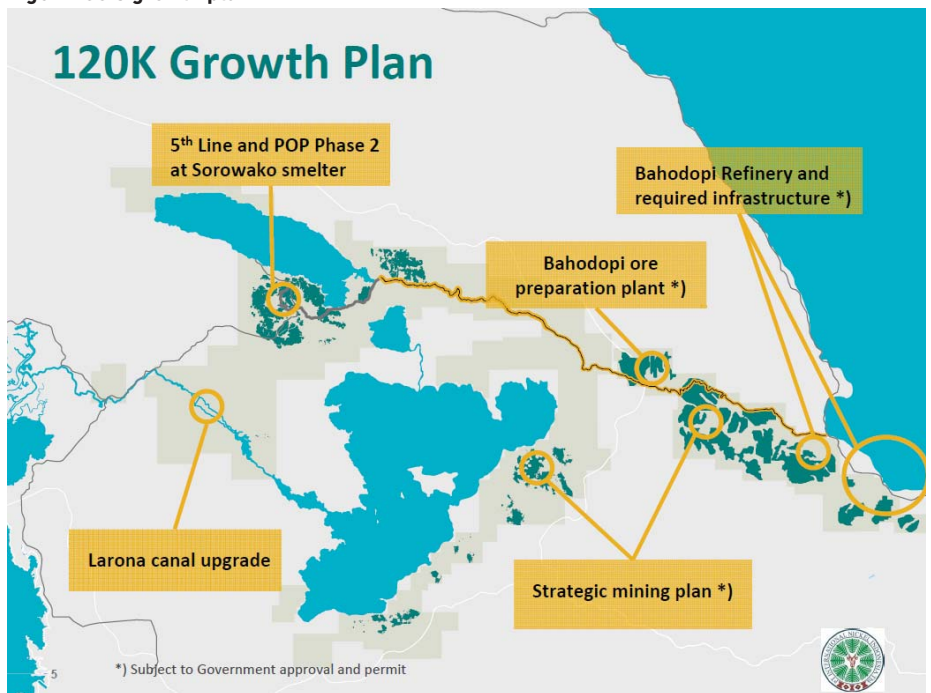 120K Growth Plan
5th Line and POP Phase 2
at Sorowako smelter
Bahodopi Refinery and
required infrastructure *)
Bahodopi ore
preparation plant *)
Larona canal upgrade
Strategic mining plan *)
5
*) Subject to Government approval and permit